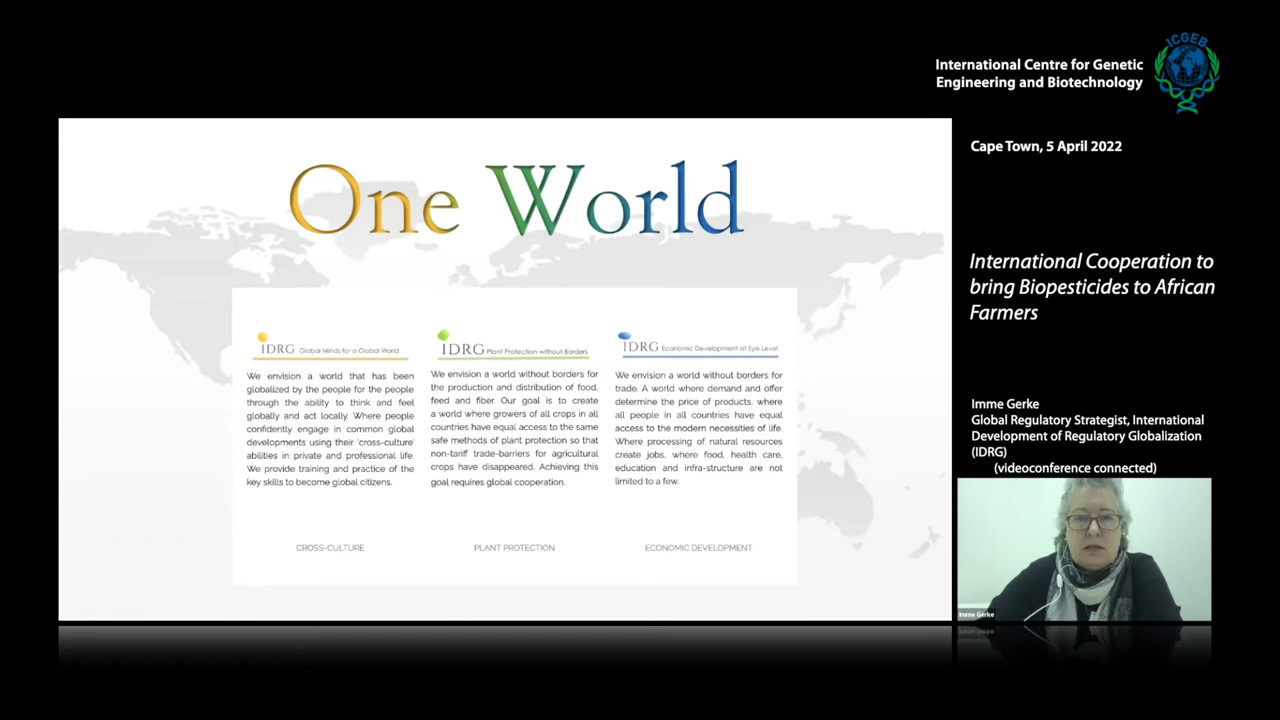 ICGEB
International Centre for Genetic
Engineering and Biotechnology
Cape Town, 5 April 2022
One World
IDRG Global Minds for a Global World
We envision a world that has been
globalized by the people for the people
through the ability to think and feel
globally and act locally. Where people
confidently engage in common global
developments using their 'cross-culture'
abilities in private and professional life.
We provide training and practice of the
key skills to become global citizens.
CROSS-CULTURE
IDRG Plant Protection without Borders
We envision a world without borders for
the production and distribution of food,
feed and fiber. Our goal is to create
a world where growers of all crops in all
countries have equal access to the same
safe methods of plant protection so that
non-tariff trade-barriers for agricultural
crops have disappeared. Achieving this
goal requires global cooperation.
PLANT PROTECTION
IDRG Economic Development at Eye-Level
We envision a world without borders for
trade. A world where demand and offer
determine the price of products, where
all people in all countries have equal
access to the modern necessities of life.
Where processing of natural resources
create jobs, where food, health care,
education and infra-structure are not
limited to a few.
ECONOMIC DEVELOPMENT
International Cooperation to
bring Biopesticides to African
Farmers
Imme Gerke
Global Regulatory Strategist, International
Development of Regulatory Globalization
(IDRG)
(videoconference connected)
Imme Gerke